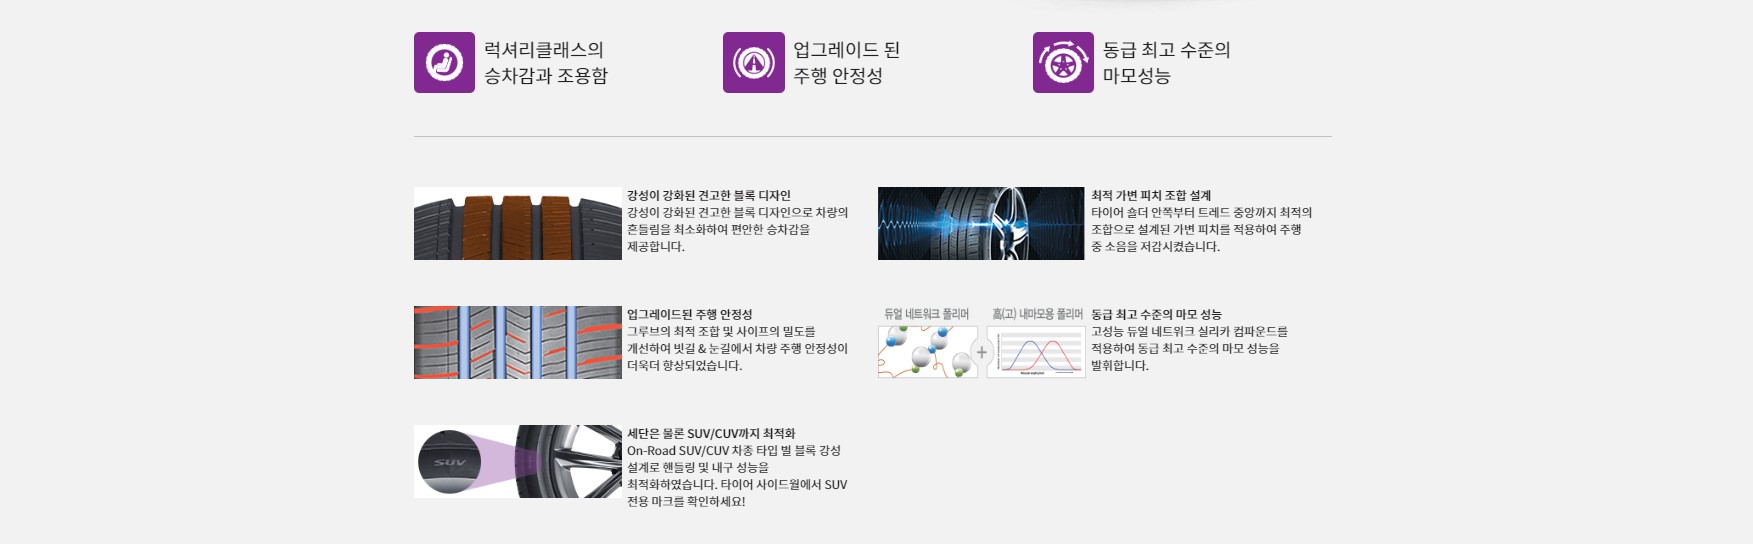 럭셔리클래스의
승차감과 조용함
업그레이드 된
주행 안정성
동급 최고 수준의
마모성능
강성이 강화된 견고한 블록 디자인
강성이 강화된 견고한 블록 디자인으로 차량의
흔들림을 최소화하여 편안한 승차감을
제공합니다.
최적 가변 피치 조합 설계
타이어 숄더 안쪽부터 트레드 중앙까지 최적의
조합으로 설계된 가변 피치를 적용하여 주행
중 소음을 저감시켰습니다.
업그레이드된 주행 안정성
그루브의 최적 조합 및 사이프의 밀도를
개선하여 빗길 & 눈길에서 차량 주행 안정성이
더욱더 향상되었습니다.
듀얼 네트워크 폴리머
高(고) 내마모용 폴리머
+
동급 최고 수준의 마모 성능
고성능 듀얼 네트워크 실리카 컴파운드를
적용하여 동급 최고 수준의 마모 성능을
발휘합니다.
SUV
세단은 물론 SUV/CUV까지 최적화
On-Road SUV/CUV 차종 타입 별 블록 강성
설계로 핸들링 및 내구 성능을
최적화하였습니다. 타이어 사이드월에서 SUV
전용 마크를 확인하세요!